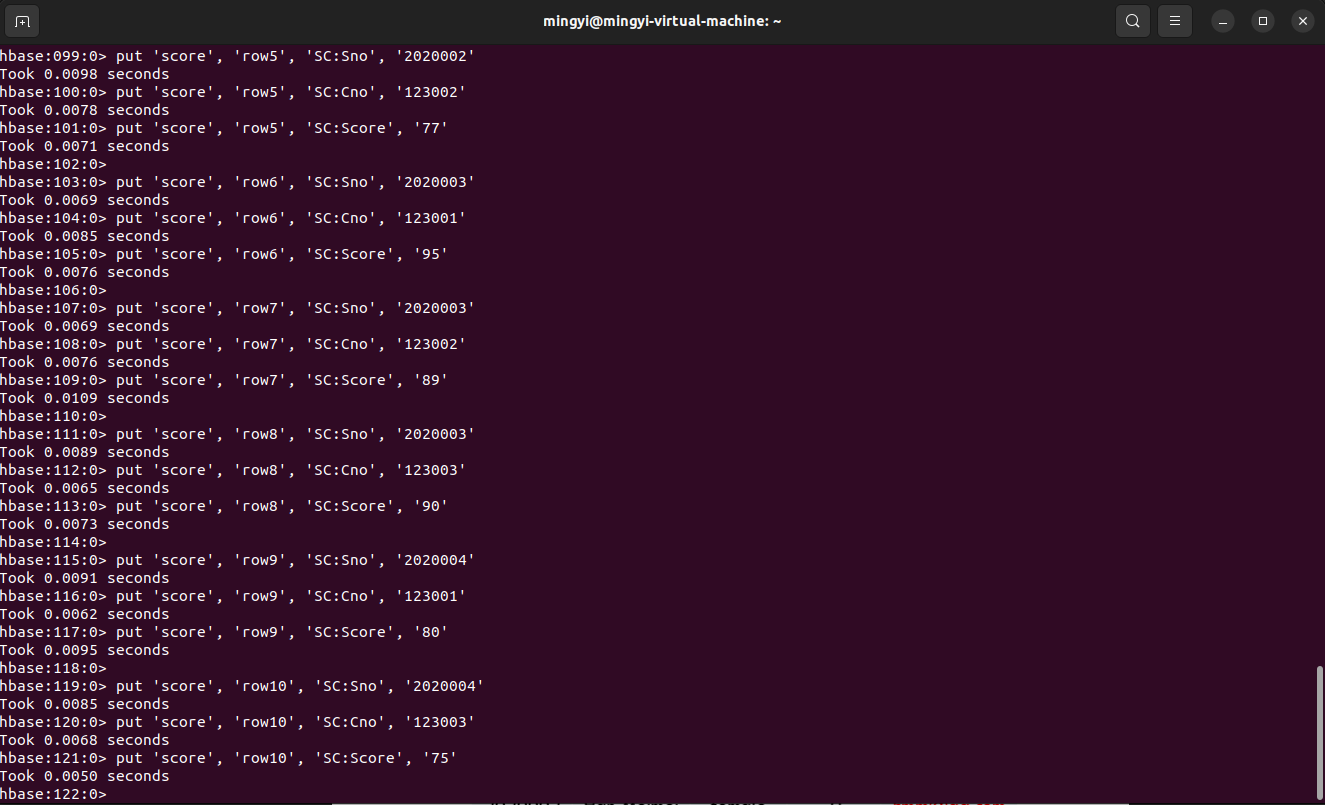 mingyi@mingyi-virtual-machine: ~
hbase:099:0> put 'score', 'row5', 'SC:Sno', '2020002'
Took 0.0098 seconds
hbase:100:0> put 'score', 'row5', 'SC:Cno', '123002'
Took 0.0078 seconds
hbase:101:0> put 'score', 'row5', 'SC:Score', '77'
Took 0.0071 seconds
hbase:102:0>
hbase:103:0> put 'score', 'row6', 'SC:Sno', '2020003'
Took 0.0069 seconds
hbase:104:0> put 'score', 'row6', 'SC:Cno', '123001'
Took 0.0085 seconds
hbase:105:0> put 'score', 'row6', 'SC:Score', '95'
Took 0.0076 seconds
hbase:106:0>
hbase:107:0> put 'score', 'row7', 'SC:Sno', '2020003'
Took 0.0069 seconds
hbase:108:0> put 'score', 'row7', 'SC:Cno', '123002'
Took 0.0076 seconds
hbase:109:0> put 'score', 'row7', 'SC:Score', '89'
Took 0.0109 seconds
hbase:110:0>
hbase:111:0> put 'score', 'row8', 'SC:Sno', '2020003'
Took 0.0089 seconds
hbase:112:0> put 'score', 'row8', 'SC:Cno', '123003'
Took 0.0065 seconds
hbase:113:0> put 'score', 'row8', 'SC:Score', '90'
Took 0.0073 seconds
hbase:114:0>
hbase:115:0> put 'score', 'row9', 'SC:Sno', '2020004'
Took 0.0091 seconds
hbase:116:0> put 'score', 'row9', 'SC:Cno', '123001'
Took 0.0062 seconds
hbase:117:0> put 'score', 'row9', 'SC:Score', '80'
Took 0.0095 seconds
hbase:118:0>
hbase:119:0> put 'score', 'row10', 'SC:Sno', '2020004'
Took 0.0085 seconds
hbase:120:0> put 'score', 'row10', 'SC:Cno', '123003'
Took 0.0068 seconds
hbase:121:0> put 'score', 'row10', 'SC:Score', '75'
Took 0.0050 seconds
hbase:122:0>